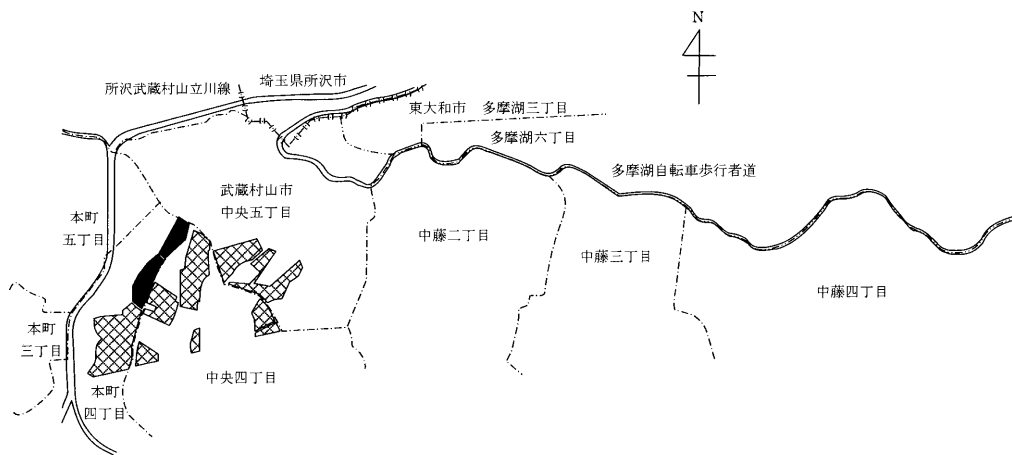 N
所沢武蔵村山立川線
埼玉県所沢市
東大和市
多摩湖三丁目
多摩湖六丁目
多摩湖自転車歩行者道
武蔵村山市
中央五丁目
本町
五丁目
中藤二丁目
中藤三丁目
中藤四丁目
本町
三丁目
中央四丁目
本町
四丁目